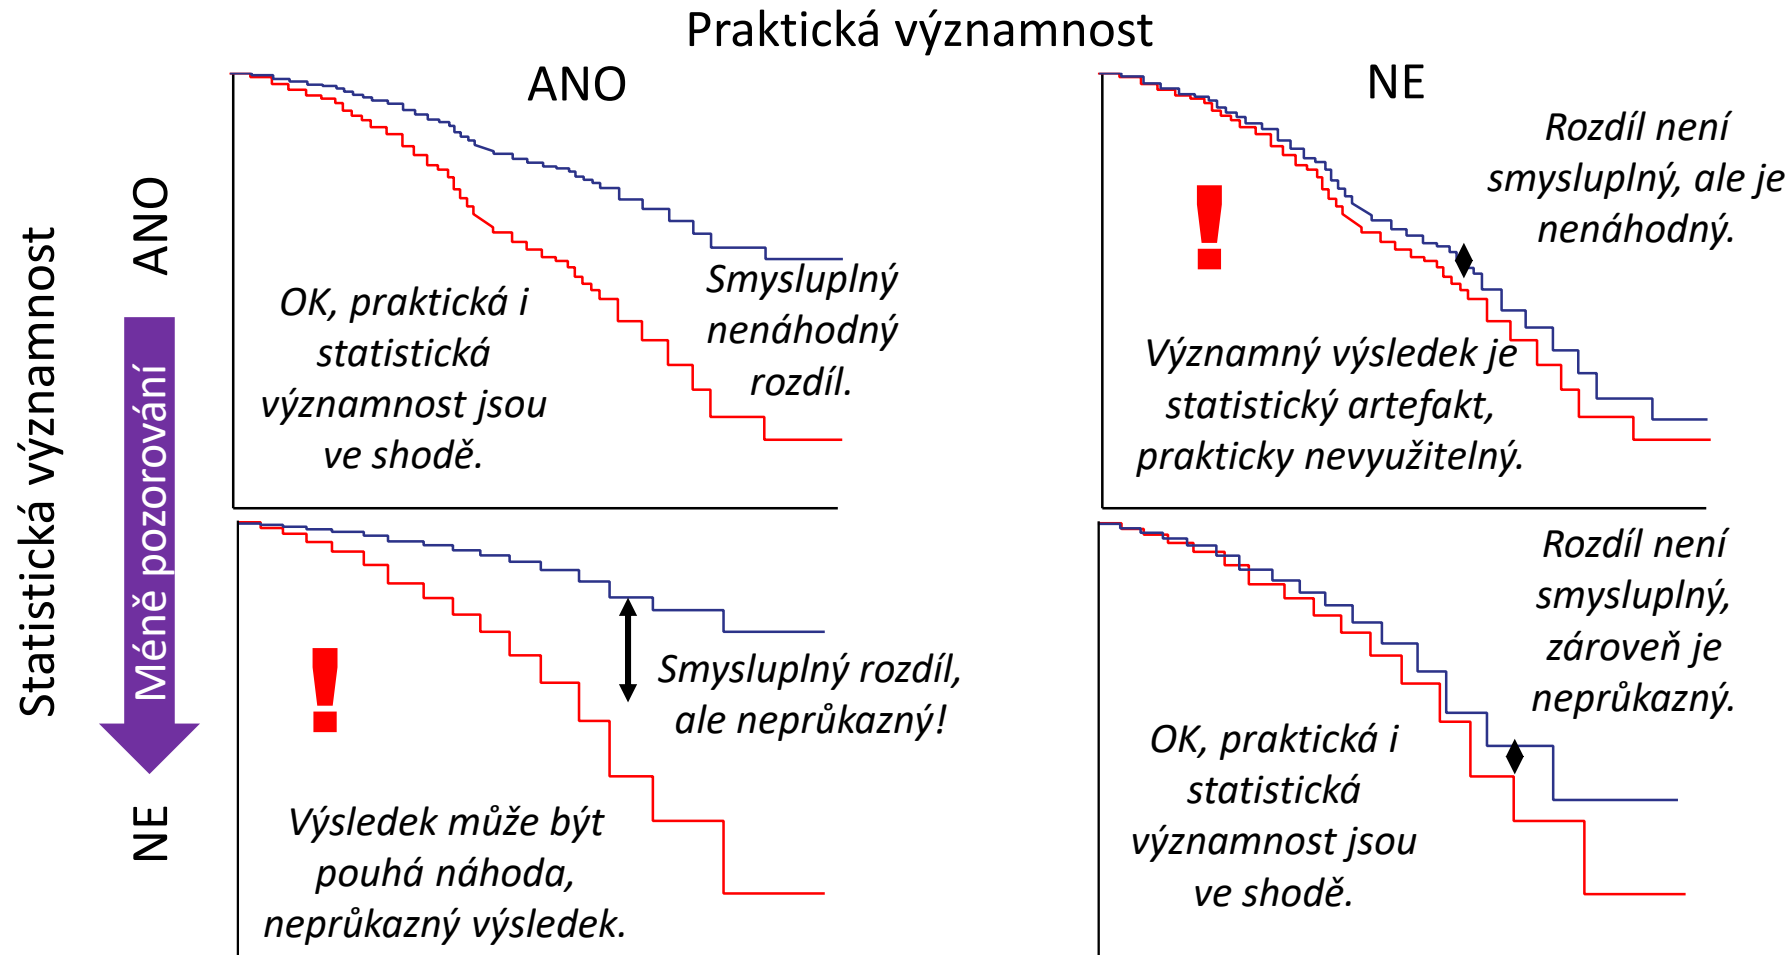 Praktická významnost
ANO
NE
Statistická významnost
ANO
Méně pozorování
NE
OK, praktická i
statistická
významnost jsou
ve shodě.
Smysluplný
nenáhodný
rozdíl.
!
Rozdíl není
smysluplný, ale je
nenáhodný.
Významný výsledek je
statistický artefakt,
prakticky nevyužitelný.
!
Smysluplný rozdíl,
ale neprůkazný!
Výsledek může být
pouhá náhoda,
neprůkazný výsledek.
Rozdíl není
smysluplný,
zároveň je
neprůkazný.
OK, praktická i
statistická
významnost jsou
ve shodě.